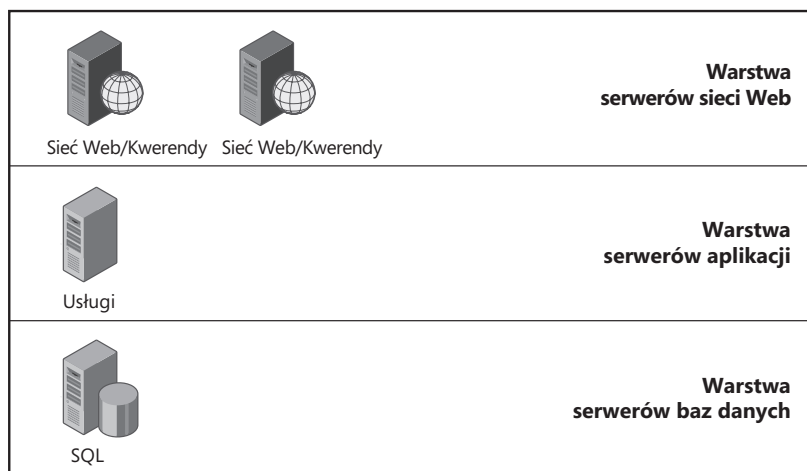 Warstwa
serwerów sieci Web
Sieć Web/Kwerendy Sieć Web/Kwerendy
Warstwa
serwerów aplikacji
Usługi
Warstwa
serwerów baz danych
SQL